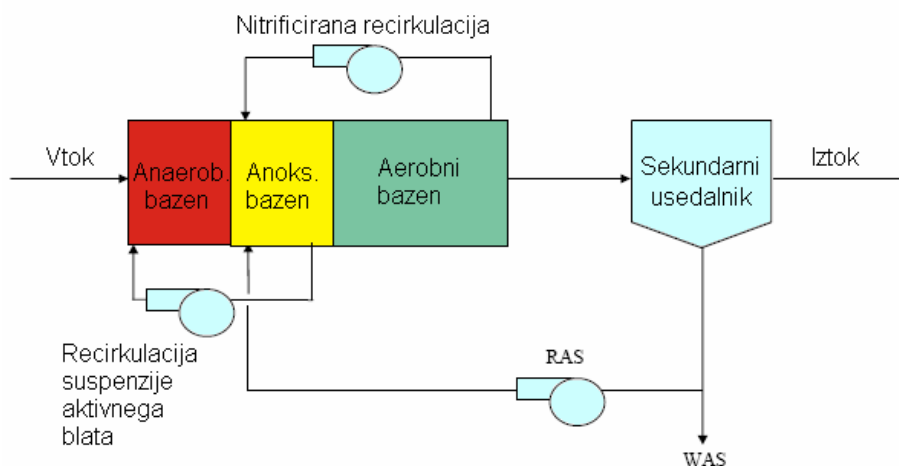 Nitrificirana recirkulacija
Vtok
Anaerob.
bazen
Anoks.
bazen
Aerobni
bazen
Sekundarni
usedalnik
Iztok
Recirkulacija
suspenzije
aktivnega
blata
RAS
WAS